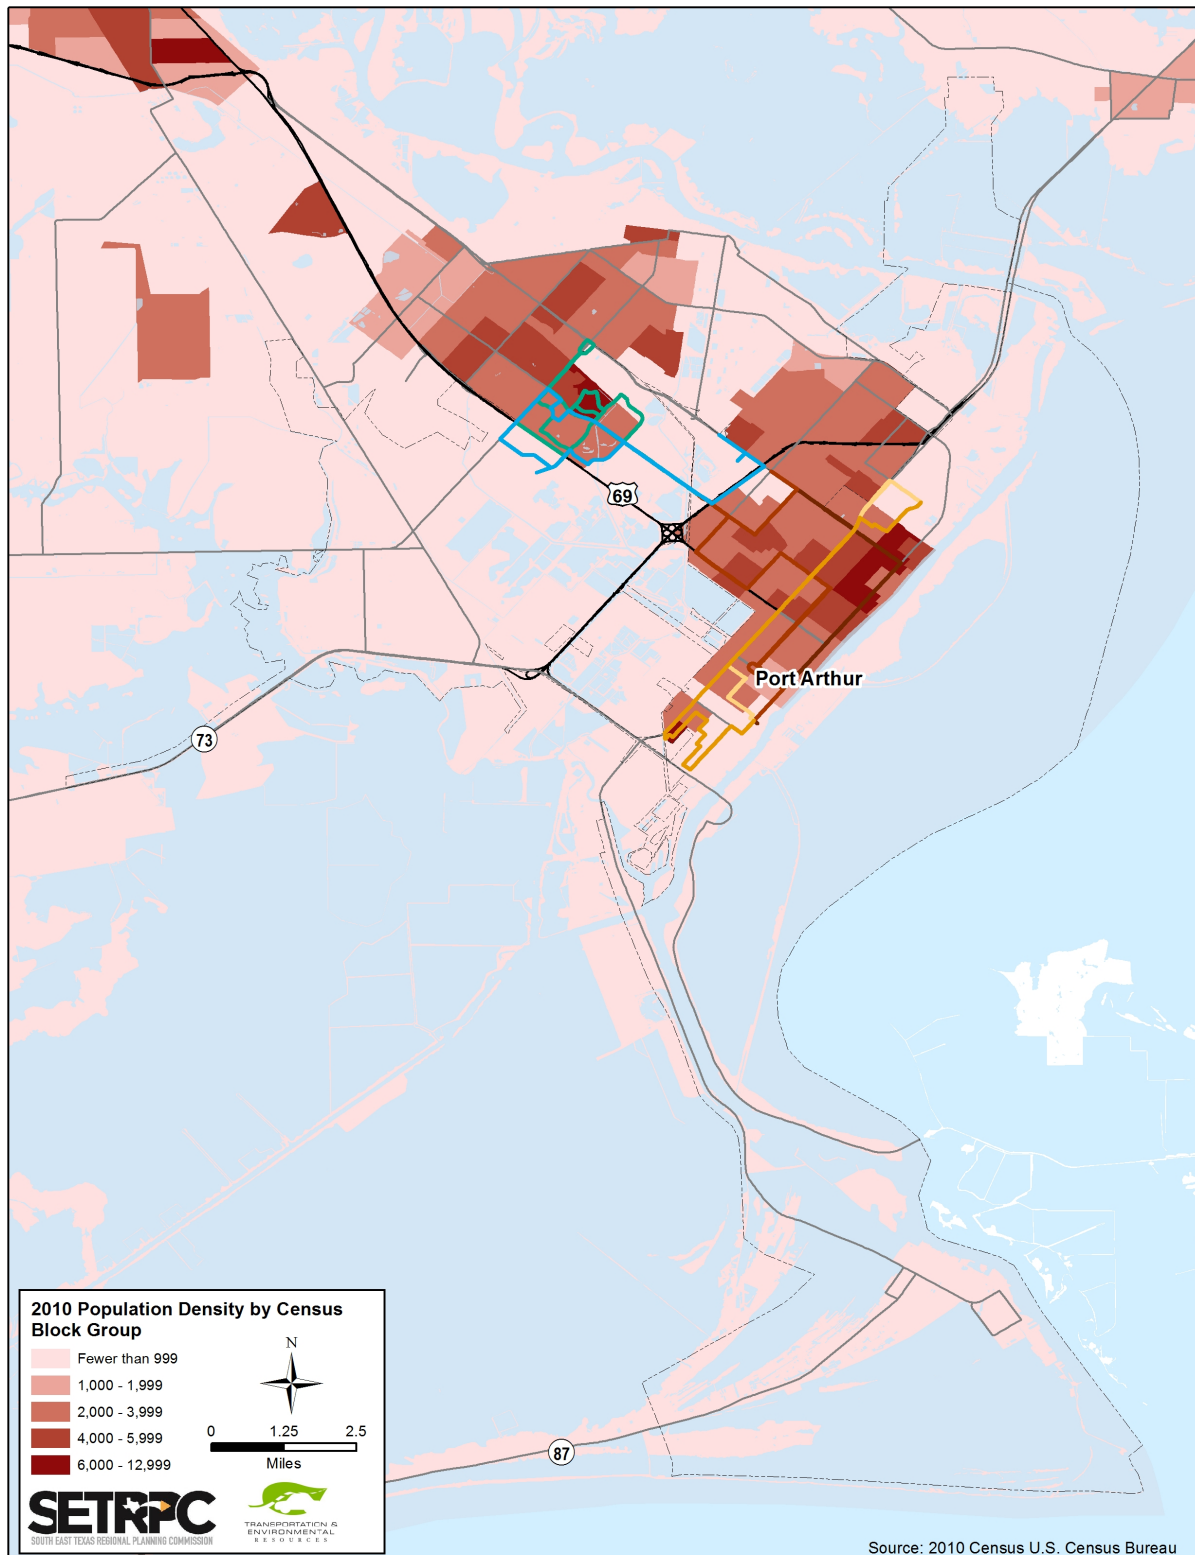 69
Port Arthur
73
2010 Population Density by Census
Block Group
Fewer than 999
1,000 - 1,999
2,000 - 3,999
4,000 - 5,999
6,000 - 12,999
N
0 1.25 2.5
Miles
87
SETRPC
SOUTH EAST TEXAS REGIONAL PLANNING COMMISSION
TRANSPORTATION &
ENVIRONMENTAL
RESOURCES
Source: 2010 Census U.S. Census Bureau